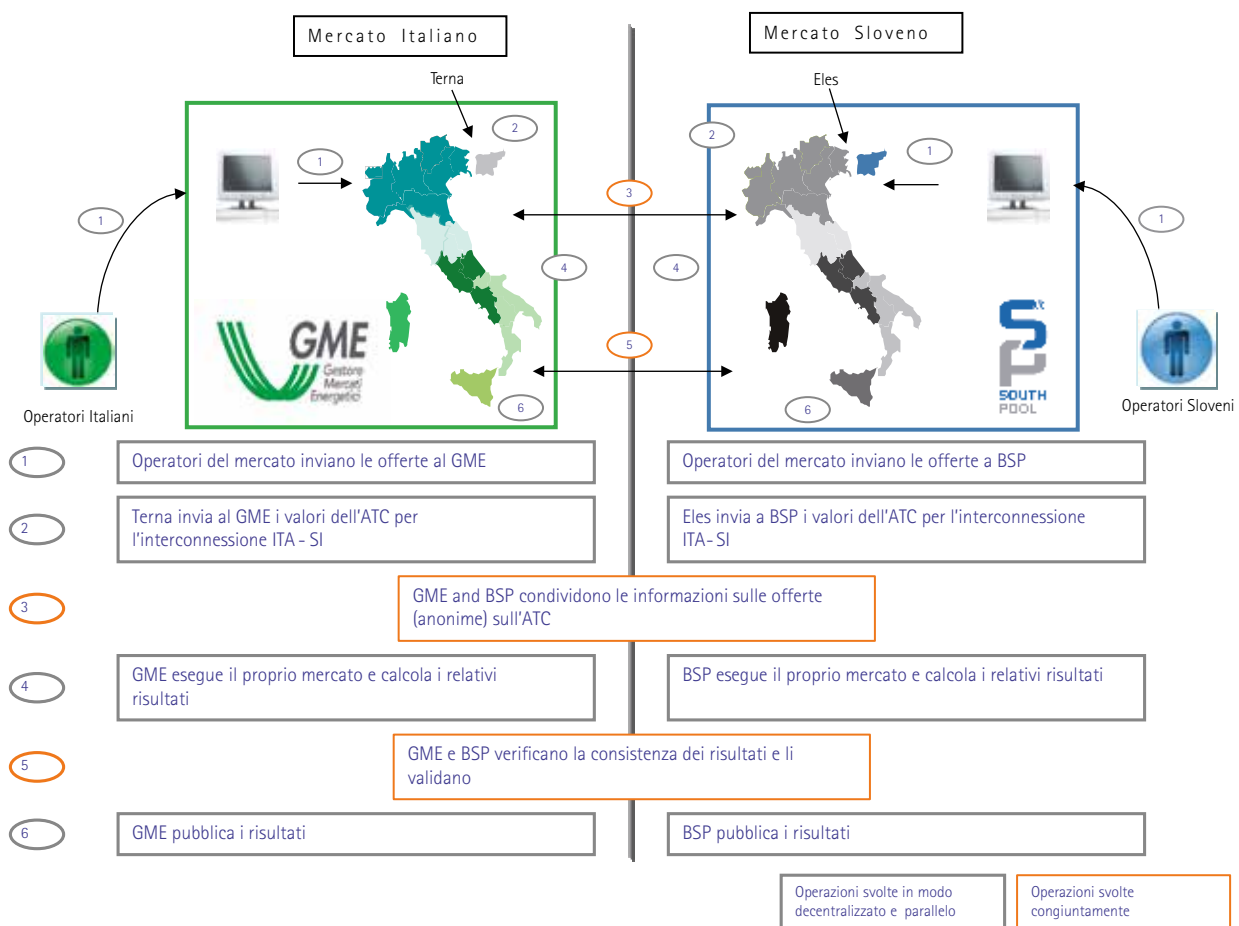 Mercato Italiano
Mercato Sloveno
Terna
Eles
2
2
1
1
3
1
1
4
4
GME
Gestore
Mercati
Energetici
5
SOUTH
POOL
6
6
Operatori Italiani
Operatori Sloveni
1
Operatori del mercato inviano le offerte al GME
Operatori del mercato inviano le offerte a BSP
2
Terna invia al GME i valori dell'ATC per
l'interconnessione ITA - SI
Eles invia a BSP i valori dell'ATC per l'interconnessione
ITA- SI
3
GME and BSP condividono le informazioni sulle offerte
(anonime) sull'ATC
4
GME esegue il proprio mercato e calcola i relativi
risultati
BSP esegue il proprio mercato e calcola i relativi risultati
5
GME e BSP verificano la consistenza dei risultati e li
validano
6
GME pubblica i risultati
BSP pubblica i risultati
Operazioni svolte in modo
decentralizzato e parallelo
Operazioni svolte
congiuntamente